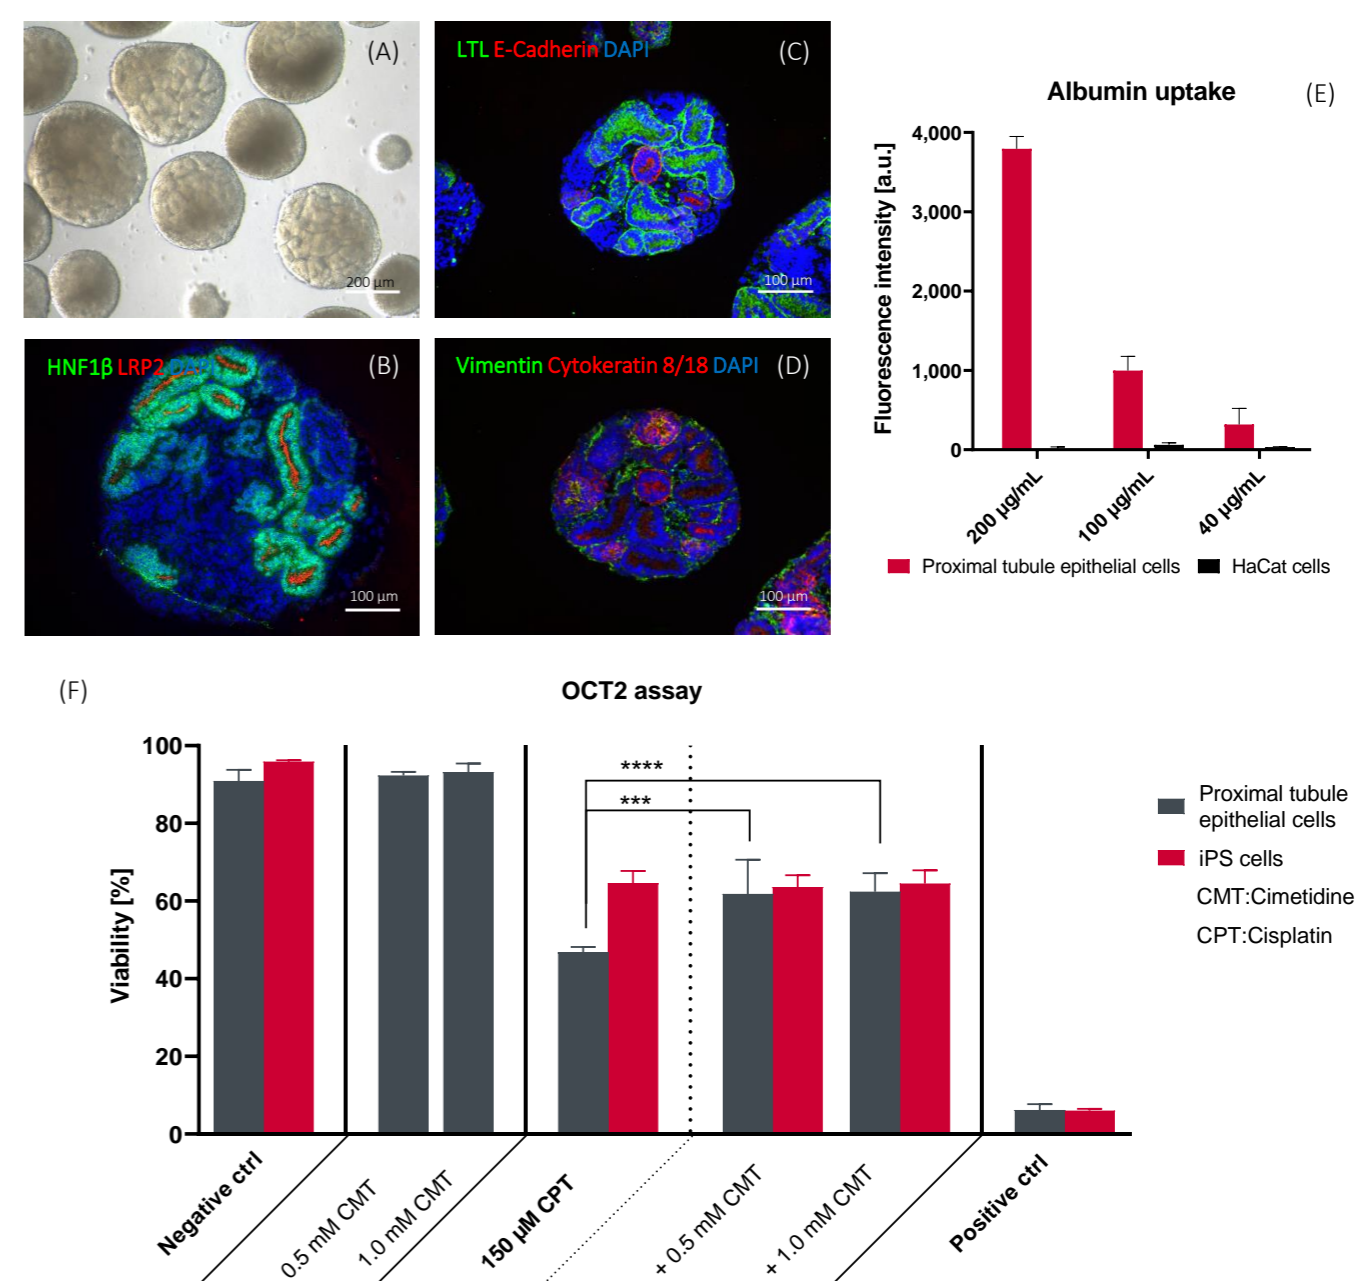 (A)
200 µm
HNF1β LRP2 DAPI
(B)
100 µm
LTL E-Cadherin DAPI
(C)
100 µm
Vimentin Cytokeratin 8/18 DAPI
(D)
100 µm
Albumin uptake
(E)
Fluorescence intensity [a.u.]
4,000
3,000
2,000
1,000
0
200 µg/mL
100 µg/mL
40 µg/mL
Proximal tubule epithelial cells
HaCat cells
(F)
OCT2 assay
Viability [%]
100
80
60
40
20
0
****
***
Negative ctrl
0.5 mM CMT
1.0 mM CMT
150 µM CPT
+ 0.5 mM CMT
+ 1.0 mM CMT
Positive ctrl
Proximal tubule
epithelial cells
iPS cells
CMT:Cimetidine
CPT:Cisplatin